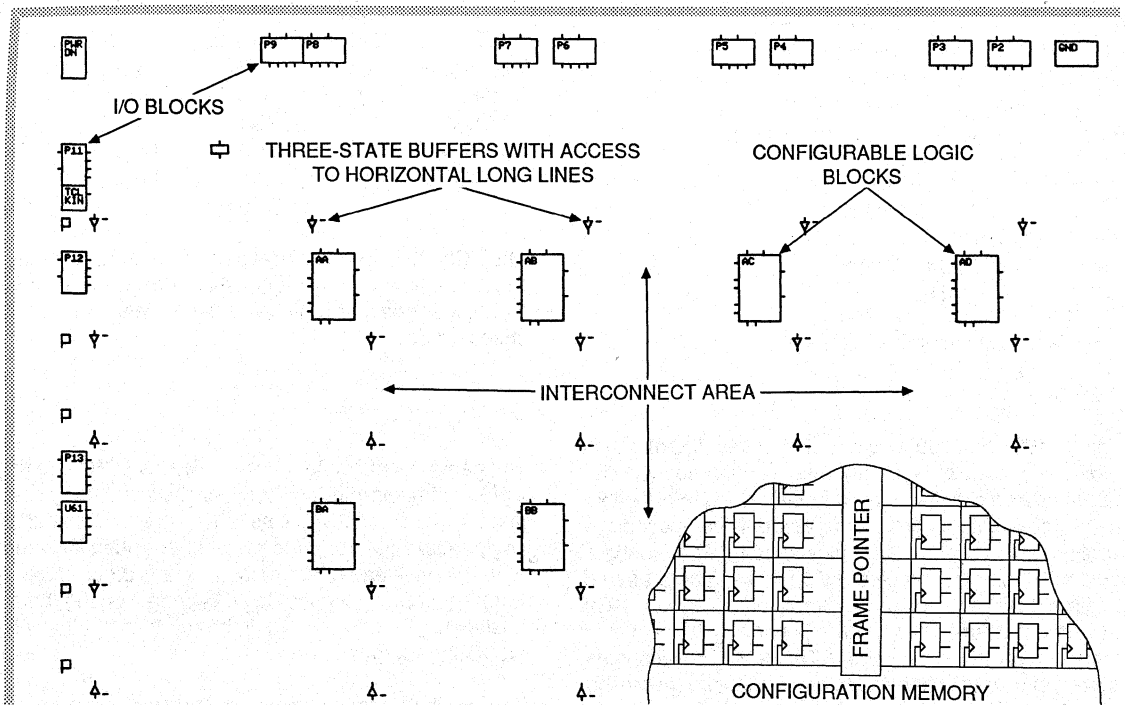 PWR
DN
P9
P8
P7
P6
P5
P4
P3
P2
GND
I/O BLOCKS
P11
TCL
KIN
THREE-STATE BUFFERS WITH ACCESS
TO HORIZONTAL LONG LINES
CONFIGURABLE LOGIC
BLOCKS
P12
AA
AB
AC
AD
INTERCONNECT AREA
P13
U61
BA
BB
FRAME POINTER
CONFIGURATION MEMORY